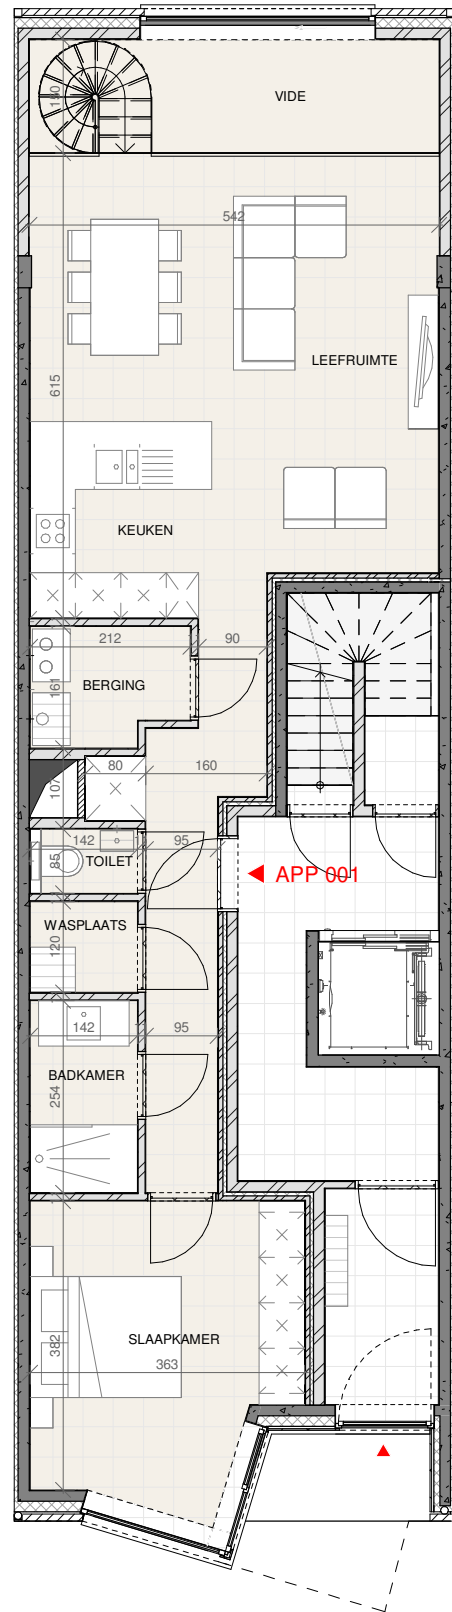 VIDE
150
542
LEEFRUIMTE
615
KEUKEN
212
90
BERGING
161
80
160
107
142
95
TOILET
85
APP 001
WASPLAATS
120
142
95
BADKAMER
254
SLAAPKAMER
382
363